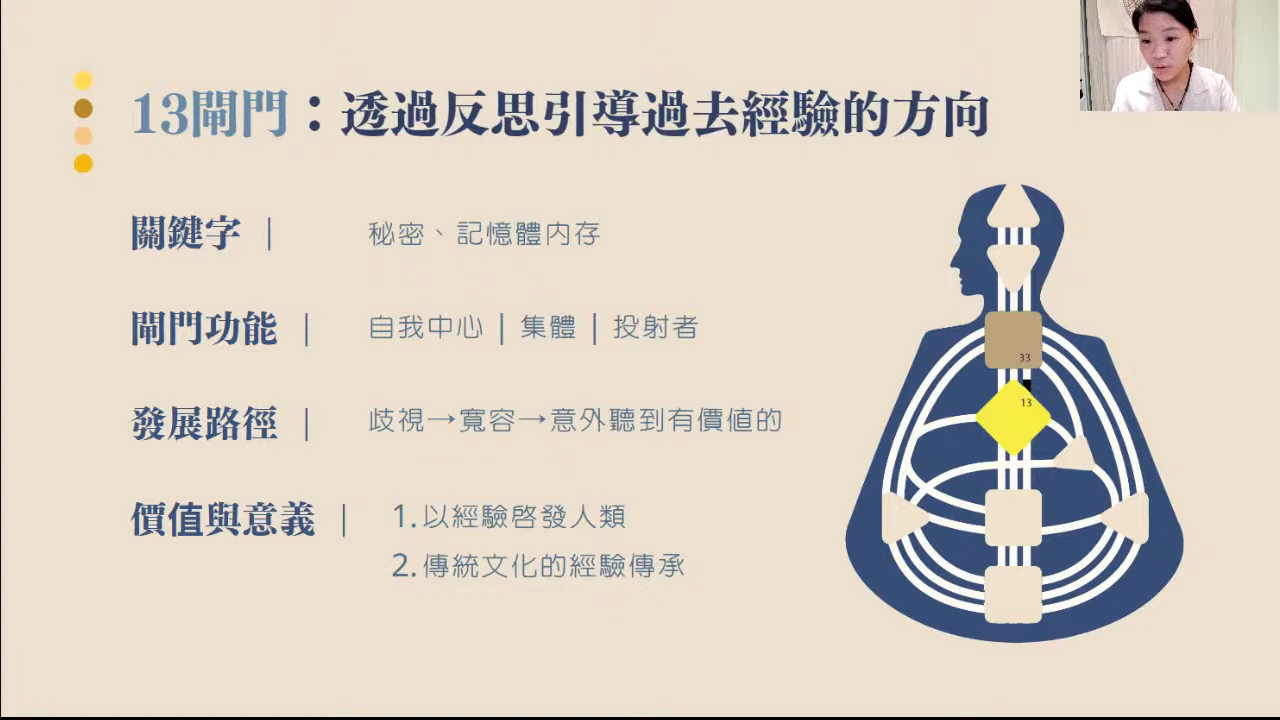 13閘門：透過反思引導過去經驗的方向
關鍵字 | 秘密、記憶體內存
閘門功能 | 自我中心 | 集體 | 投射者
發展路徑 | 歧視→寬容→意外聽到有價值的
價值與意義 | 1. 以經驗啓發人類
2. 傳統文化的經驗傳承
33
13